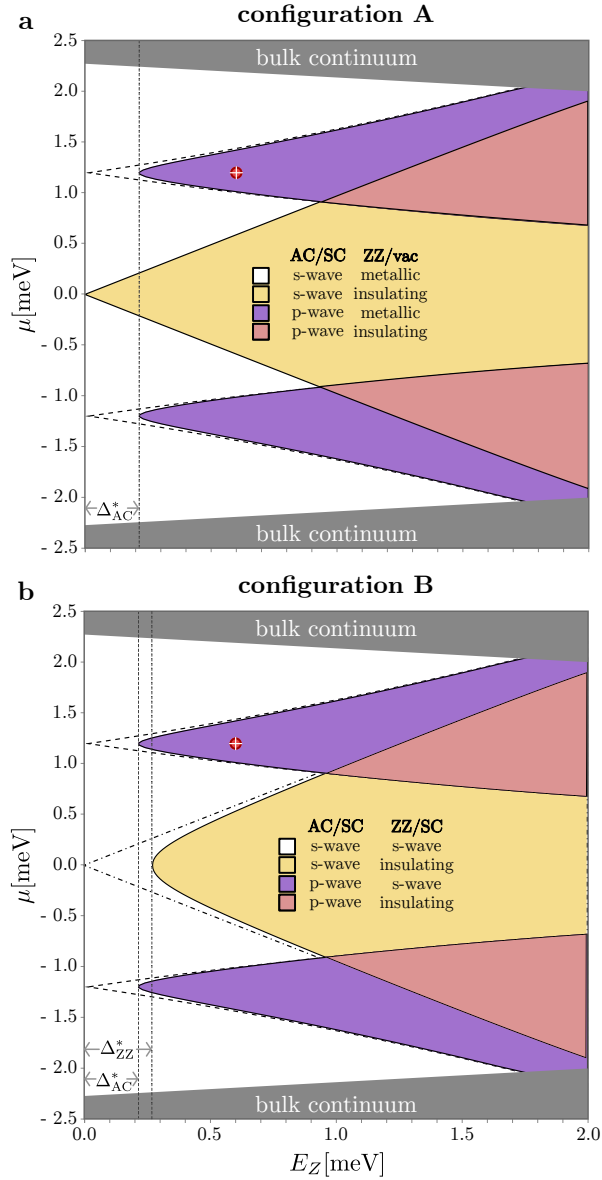 configuration A
a
2.5
bulk continuum
2.0
1.5
1.0
0.5
0.0
- 0.5
- 1.0
- 1.5
- 2.0
- 2.5
μ[meV]
AC/SC ZZ/vac
s-wave metallic
s-wave insulating
p-wave metallic
p-wave insulating
Δ*AC
bulk continuum
configuration B
b
2.5
bulk continuum
2.0
1.5
1.0
0.5
0.0
- 0.5
- 1.0
- 1.5
- 2.0
- 2.5
μ[meV]
AC/SC ZZ/SC
s-wave s-wave
s-wave insulating
p-wave s-wave
p-wave insulating
Δ*ZZ
Δ*AC
bulk continuum
0.0 0.5 1.0 1.5 2.0
E_Z[meV]